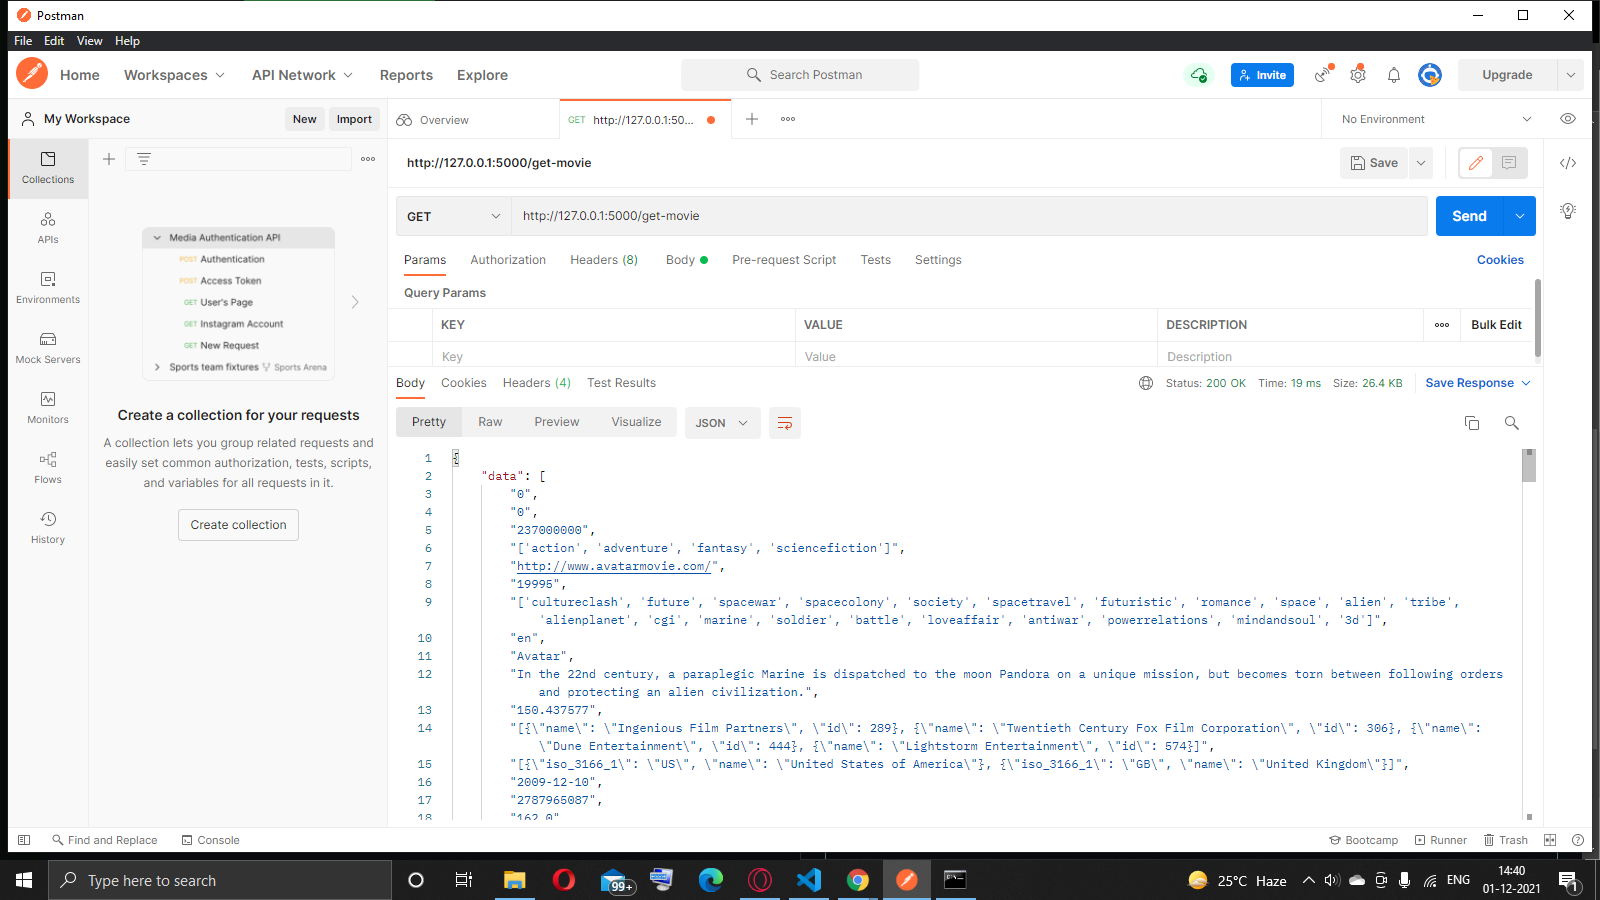 Postman
File Edit View Help
Home Workspaces API Network Reports Explore Search Postman Invite Upgrade
My Workspace New Import Overview GET http://127.0.0.1:50... No Environment
http://127.0.0.1:5000/get-movie Save
Collections
APIs
Environments
Mock Servers
Monitors
Flows
History
Media Authentication API
POST Authentication
POST Access Token
GET User's Page
GET Instagram Account
GET New Request
Sports team fixtures Sports Arena
Create a collection for your requests
A collection lets you group related requests and
easily set common authorization, tests, scripts,
and variables for all requests in it.
Create collection
GET http://127.0.0.1:5000/get-movie Send
Params Authorization Headers (8) Body Pre-request Script Tests Settings Cookies
Query Params
KEY VALUE DESCRIPTION Bulk Edit
Key Value Description
Body Cookies Headers (4) Test Results Status: 200 OK Time: 19 ms Size: 26.4 KB Save Response
Pretty Raw Preview Visualize JSON
1 {
2 "data": [
3 "0",
4 "0",
5 "237000000",
6 "['action', 'adventure', 'fantasy', 'sciencefiction']",
7 "http://www.avatarmovie.com/",
8 "19995",
9 "['cultureclash', 'future', 'spacewar', 'spacecolony', 'society', 'spacetravel', 'futuristic', 'romance', 'space', 'alien', 'tribe',
'alienplanet', 'cgi', 'marine', 'soldier', 'battle', 'loveaffair', 'antiwar', 'powerrelations', 'mindandsoul', '3d']",
10 "en",
11 "Avatar",
12 "In the 22nd century, a paraplegic Marine is dispatched to the moon Pandora on a unique mission, but becomes torn between following orders
and protecting an alien civilization.",
13 "150.437577",
14 "[{\"name\": \"Ingenious Film Partners\", \"id\": 289}, {\"name\": \"Twentieth Century Fox Film Corporation\", \"id\": 306}, {\"name\":
\"Dune Entertainment\", \"id\": 444}, {\"name\": \"Lightstorm Entertainment\", \"id\": 574}]",
15 "[{\"iso_3166_1\": \"US\", \"name\": \"United States of America\"}, {\"iso_3166_1\": \"GB\", \"name\": \"United Kingdom\"}]",
16 "2009-12-10",
17 "2787965087",
18 "162.0"
Find and Replace Console Bootcamp Runner Trash
Type here to search 99+ 25°C Haze ENG 14:40
01-12-2021 1